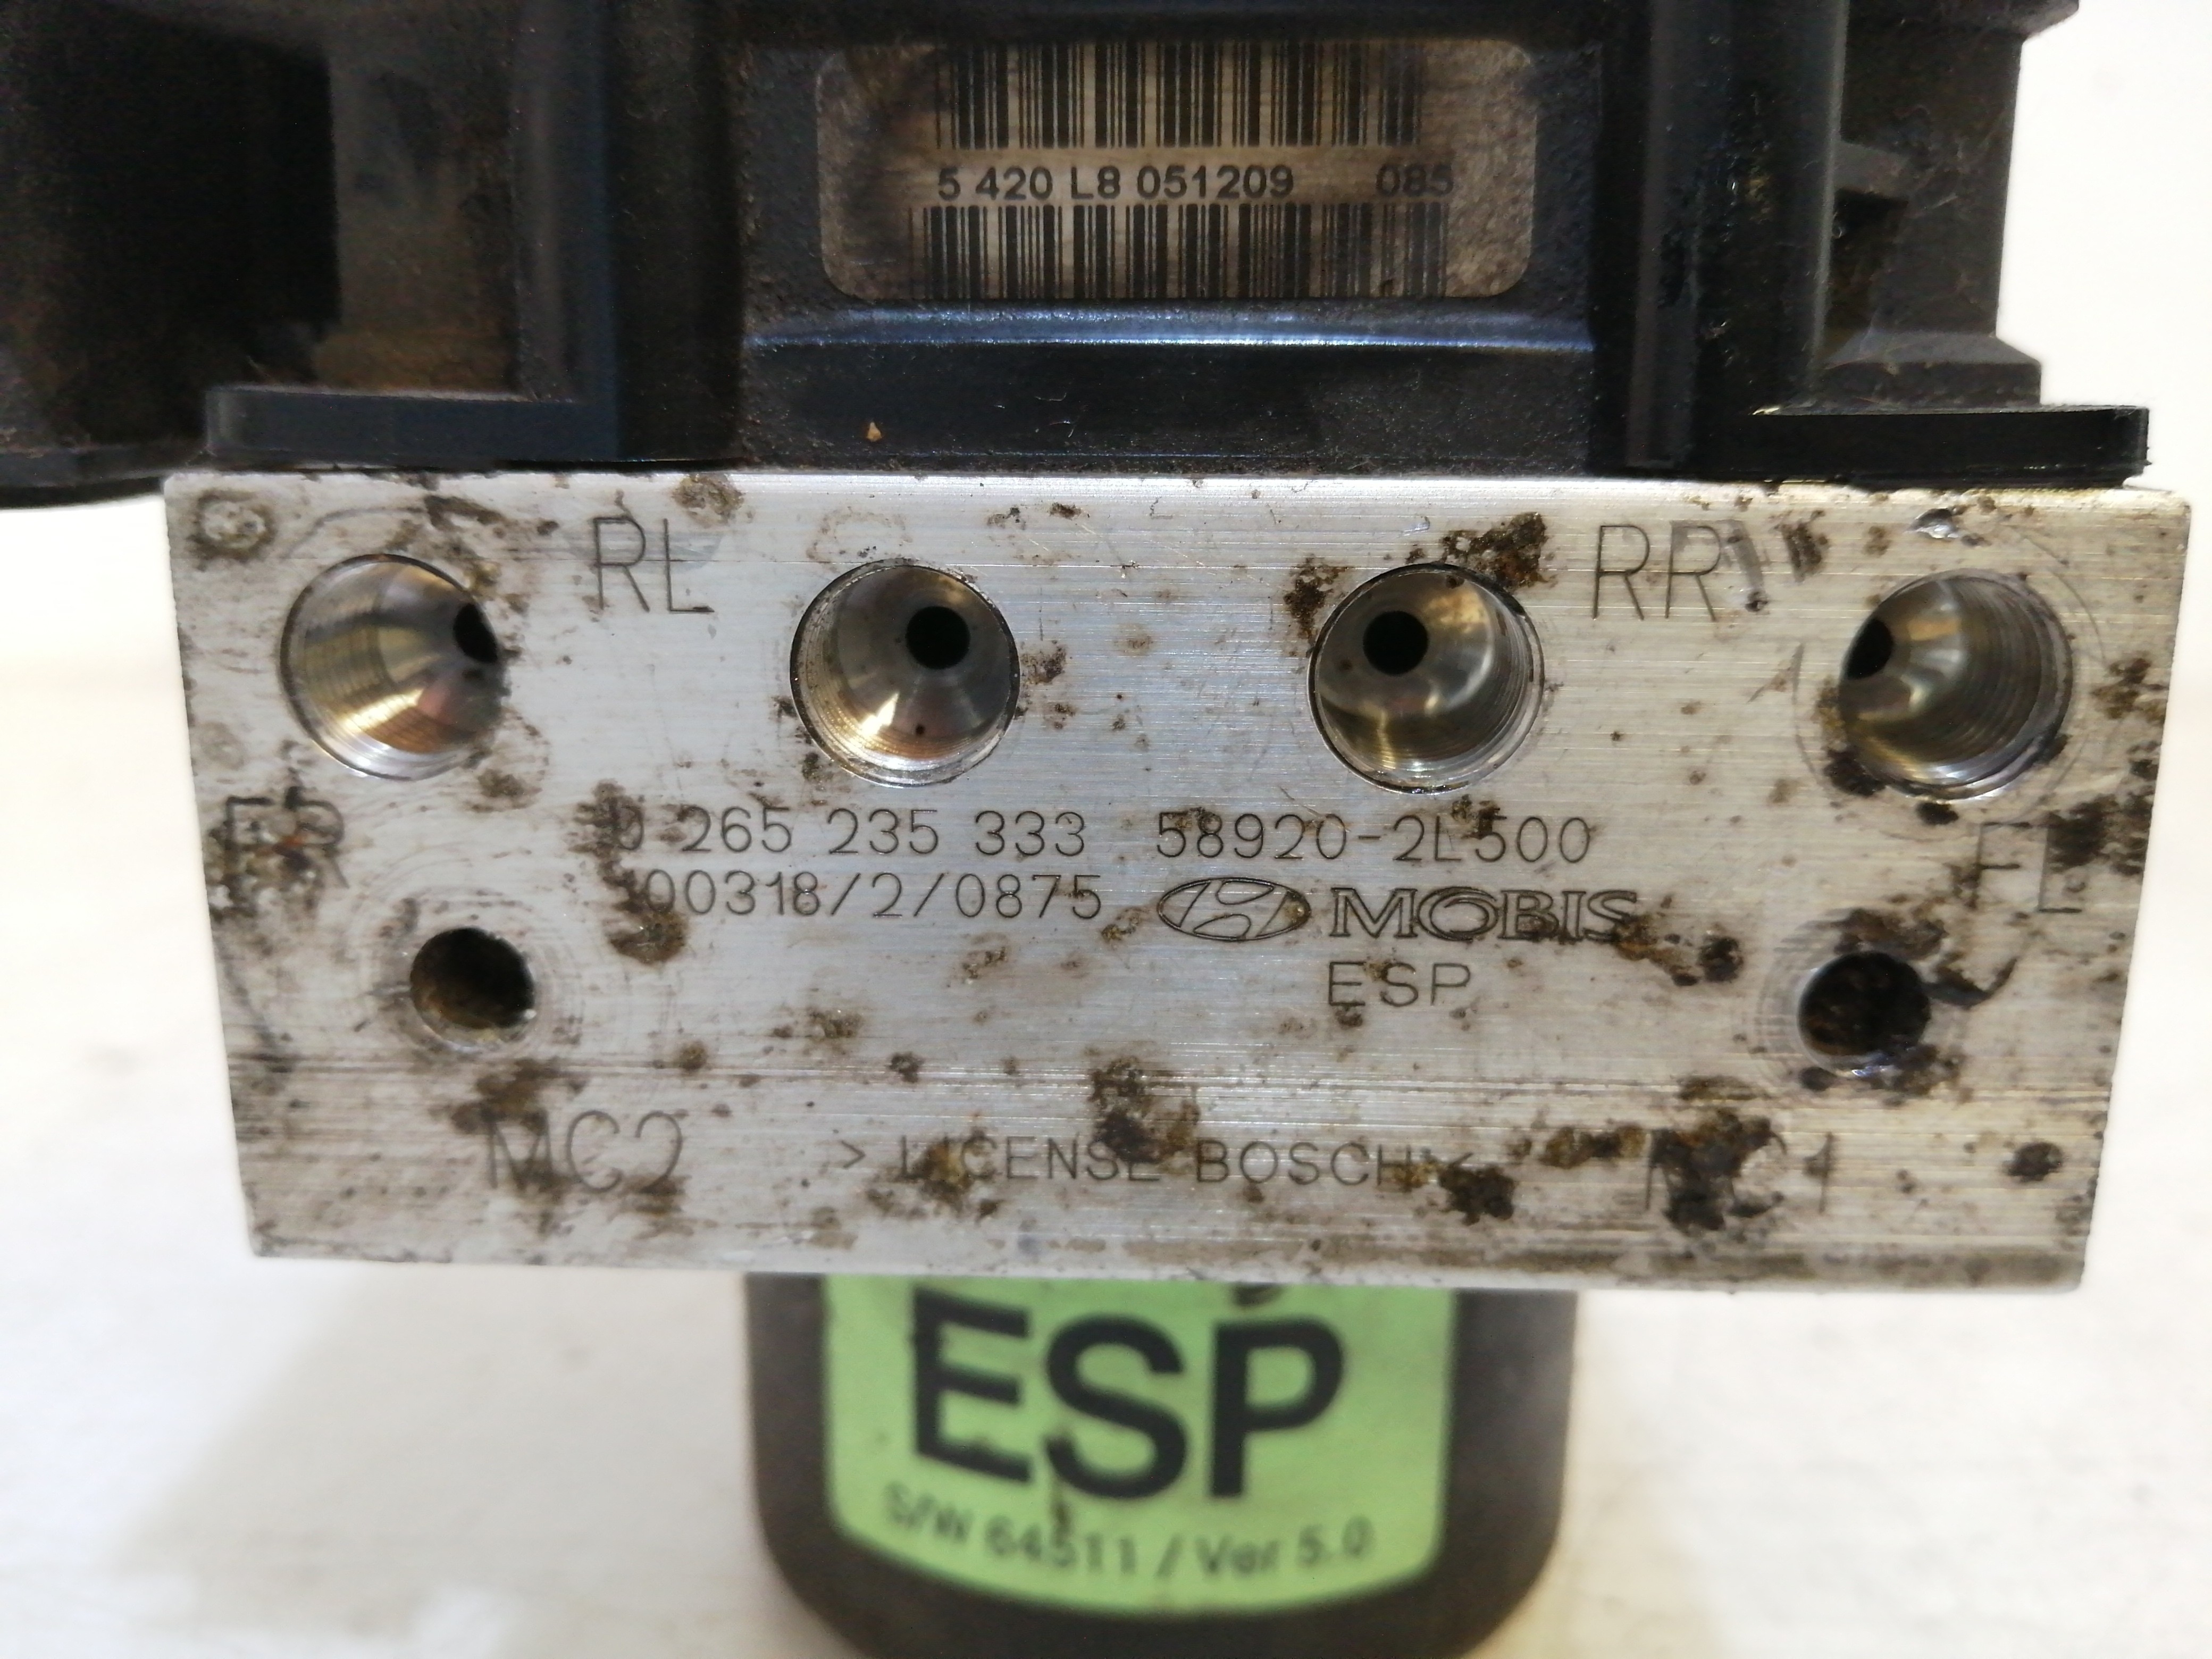 5 420 L8 051209 085
RL
RR
FR
FL
0 265 235 333 58920-2L500
00318/2/0875 MOBIS
ESP
MC2
> LICENSE BOSCH <
MC1
ESP
S/W 64511 / Ver 5.0